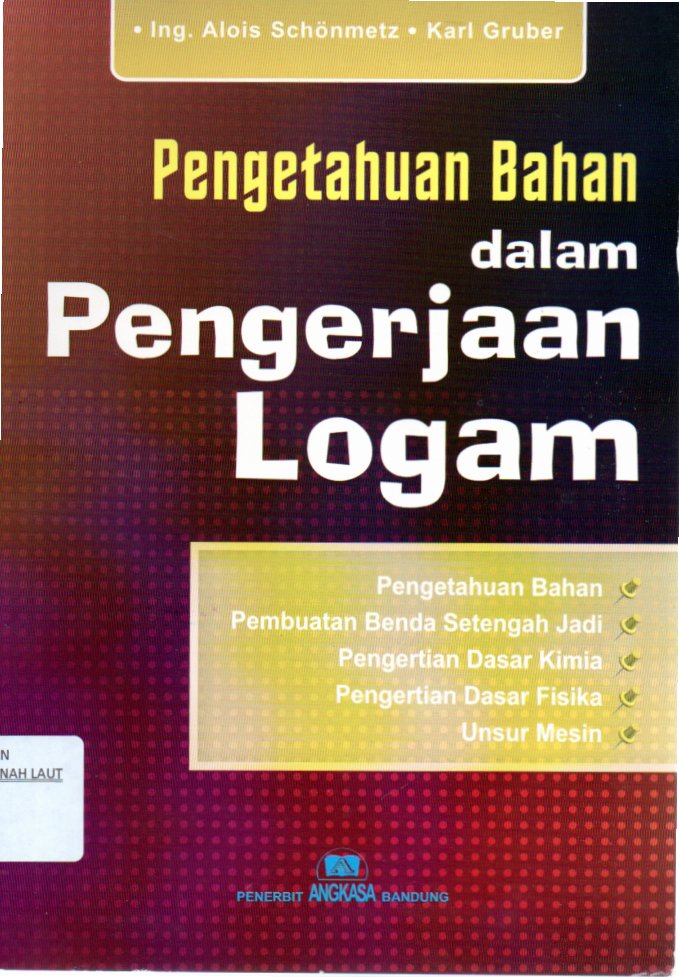 • Ing. Alois Schönmetz • Karl Gruber
Pengetahuan Bahan
dalam
Pengerjaan
Logam
Pengetahuan Bahan
Pembuatan Benda Setengah Jadi
Pengertian Dasar Kimia
Pengertian Dasar Fisika
Unsur Mesin
N
NAH LAUT
PENERBIT ANGKASA BANDUNG